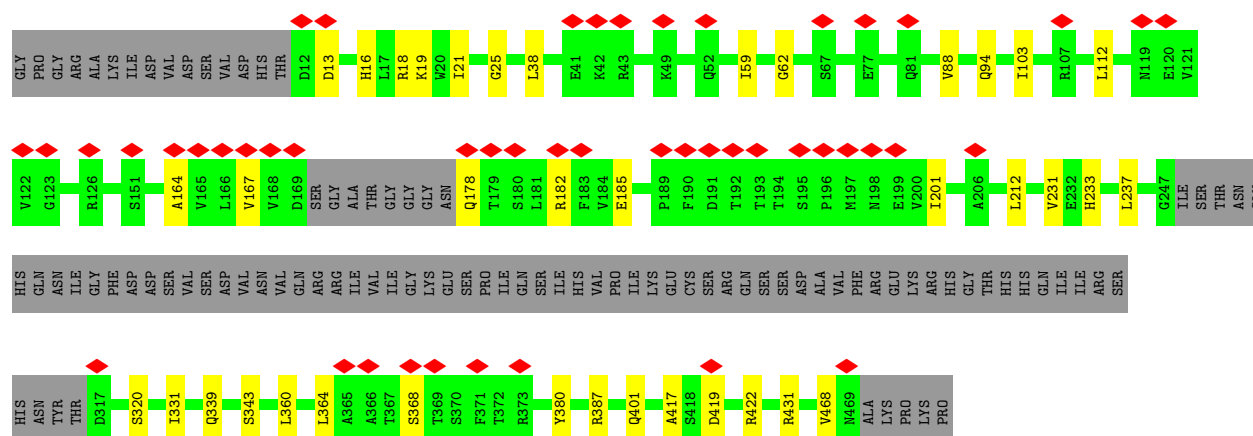 GLY PRO GLY ARG ALA LYS ILE ASP VAL ASP SER VAL ASP HIS THR D12 D13 H16 L17 R18 K19 W20 I21 G25 L38 E41 K42 R43 K49 Q52 I59 G62 S67 E77 Q81 V88 Q94 I103 R107 L112 N119 E120 V121
V122 G123 R126 S151 A164 V165 L166 V167 V168 D169 SER GLY ALA THR GLY GLY GLY ASN Q178 T179 S180 L181 R182 F183 V184 E185 P189 F190 D191 T192 T193 T194 S195 P196 M197 N198 E199 V200 I201 A206 L212 V231 E232 H233 L237 G247 ILE SER THR ASN
HIS GLN ASN ILE GLY PHE ASP ASP SER VAL SER ASP VAL ASN VAL GLN ARG ARG ILE VAL ILE GLY LYS GLU SER PRO ILE GLN SER ILE HIS VAL PRO ILE LYS GLU CYS SER ARG GLN SER SER ASP ALA VAL PHE ARG GLU LYS ARG HIS GLY THR HIS HIS GLN ILE ILE ARG SER
HIS ASN TYR THR D317 S320 I331 Q339 S343 L360 L364 A365 A366 T367 S368 T369 S370 F371 T372 R373 Y380 R387 Q401 A417 S418 D419 R422 R431 V468 N469 ALA LYS PRO LYS PRO